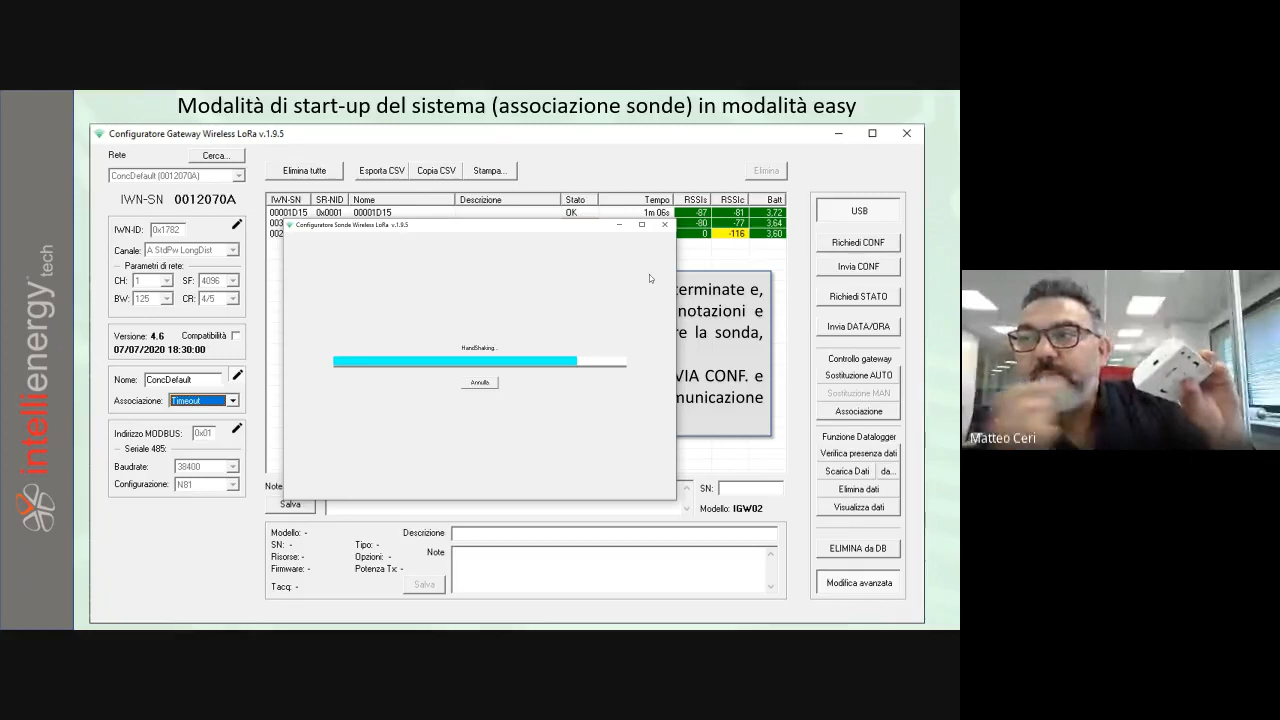 Modalità di start-up del sistema (associazione sonde) in modalità easy
Configuratore Gateway Wireless LoRa v.1.9.5
Rete
Cerca...
ConcDefault (0012070A)
IWN-SN 0012070A
IWN-ID: 0x1782
Canale: A StdPw LongDist
Parametri di rete:
CH: 1 SF: 4096
BW: 125 CR: 4/5
Versione: 4.6 Compatibilità
07/07/2020 18:30:00
Nome: ConcDefault
Associazione: Timeout
Indirizzo MODBUS: 0x01
Seriale 485:
Baudrate: 38400
Configurazione: N81
Elimina tutte Esporta CSV Copia CSV Stampa... Elimina
IWN-SN SR-NID Nome Descrizione Stato Tempo RSSIs RSSIc Batt
00001D15 0x0001 00001D15 OK 1m 06s -87 -81 3,72
003 -80 -77 3,64
002 0 -116 3,60
Configuratore Sonde Wireless LoRa v.1.9.5
HandShaking...
Annulla
terminate e,
notazioni e
re la sonda,
VIA CONF. e
municazione
Note
Salva
SN:
Modello: IGW02
Modello: - Descrizione
SN: - Tipo: -
Risorse: - Opzioni: - Note
Firmware: - Potenza Tx: -
Tacq: - Salva
USB
Richiedi CONF
Invia CONF
Richiedi STATO
Invia DATA/ORA
Controllo gateway
Sostituzione AUTO
Sostituzione MAN
Associazione
Funzione Datalogger
Verifica presenza dati
Scarica Dati da...
Elimina dati
Visualizza dati
ELIMINA da DB
Modifica avanzata
intellienergy tech
Matteo Ceri